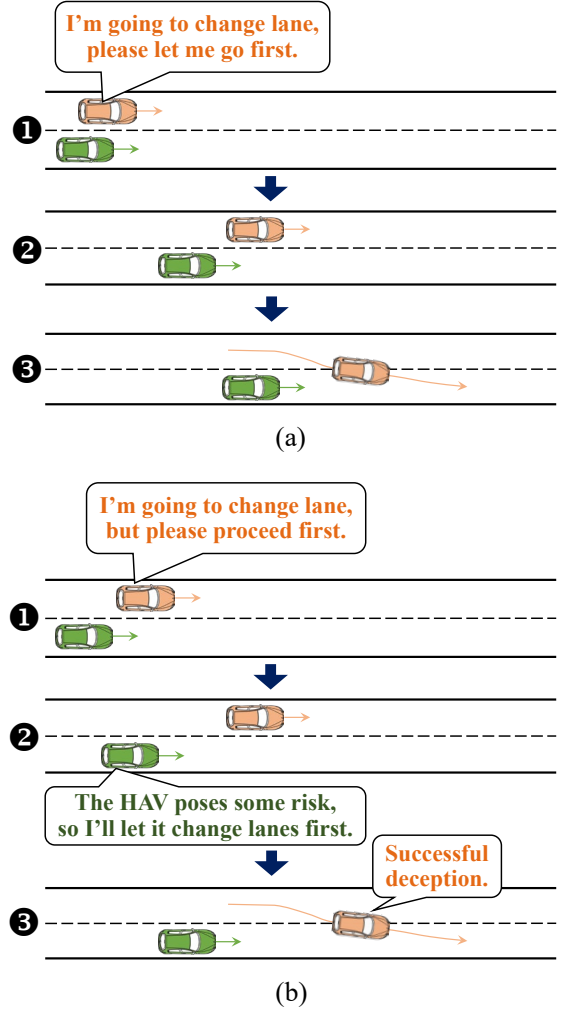 I'm going to change lane,
please let me go first.
❶
❷
❸
(a)
I'm going to change lane,
but please proceed first.
❶
❷
The HAV poses some risk,
so I'll let it change lanes first.
Successful
deception.
❸
(b)